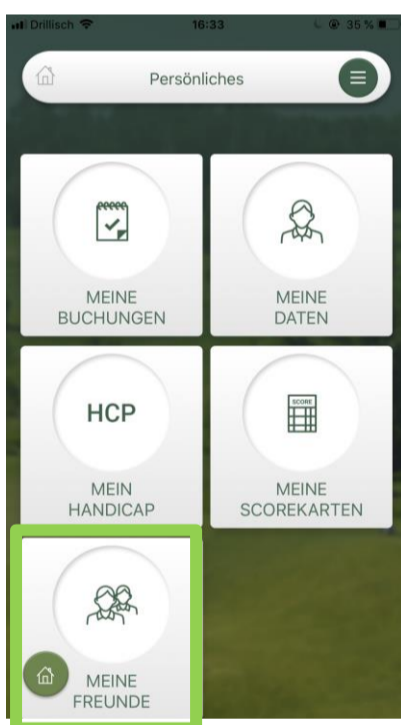 Drillisch 16:33 35 %
Persönliches
MEINE
BUCHUNGEN
MEINE
DATEN
HCP
MEIN
HANDICAP
SCORE
MEINE
SCOREKARTEN
MEINE
FREUNDE